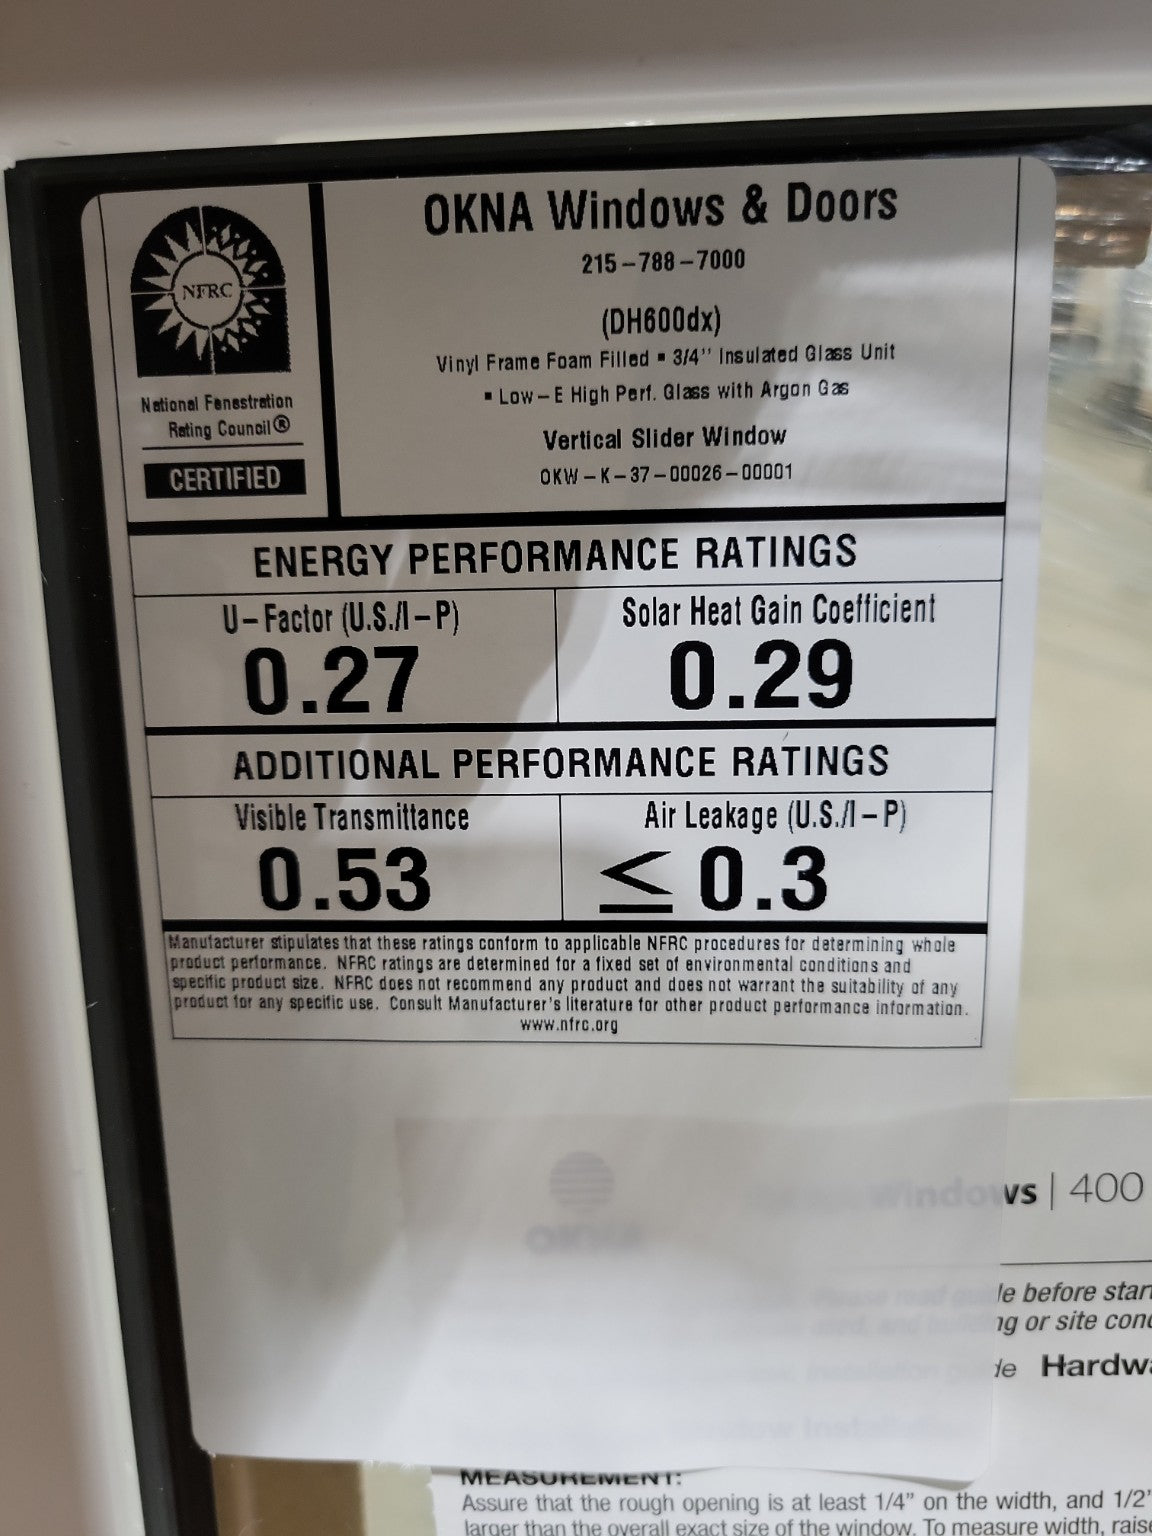 NFRC
National Fenestration
Rating Council®
CERTIFIED
OKNA Windows & Doors
215-788-7000
(DH600dx)
Vinyl Frame Foam Filled ▪ 3/4'' Insulated Glass Unit
▪ Low-E High Perf. Glass with Argon Gas
Vertical Slider Window
OKW-K-37-00026-00001
ENERGY PERFORMANCE RATINGS
U-Factor (U.S./I-P)
0.27
Solar Heat Gain Coefficient
0.29
ADDITIONAL PERFORMANCE RATINGS
Visible Transmittance
0.53
Air Leakage (U.S./I-P)
≤ 0.3
Manufacturer stipulates that these ratings conform to applicable NFRC procedures for determining whole
product performance. NFRC ratings are determined for a fixed set of environmental conditions and
specific product size. NFRC does not recommend any product and does not warrant the suitability of any
product for any specific use. Consult Manufacturer's literature for other product performance information.
www.nfrc.org
OKNA
Windows | 400
Please read guide before star
ng or site con
guide Hardw
MEASUREMENT:
Assure that the rough opening is at least 1/4” on the width, and 1/2”
larger than the overall exact size of the window. To measure width, raise